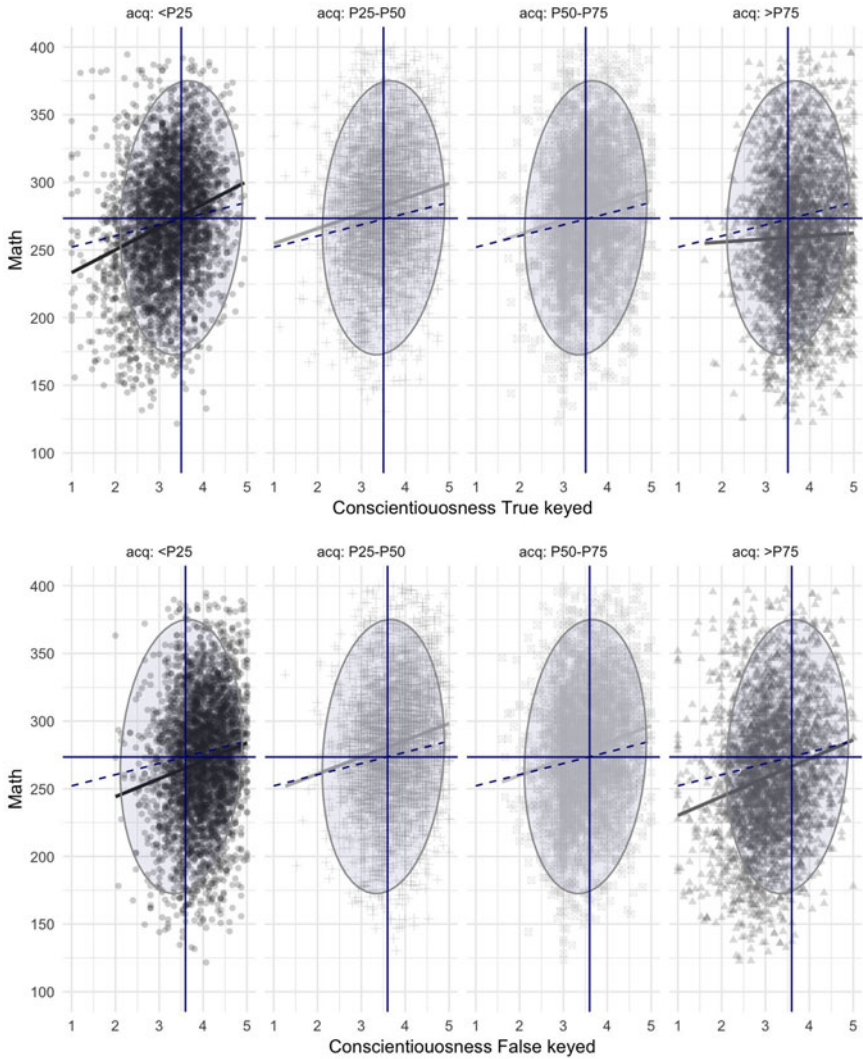 acq: <P25 acq: P25-P50 acq: P50-P75 acq: >P75
400
350
300
250
200
150
100
Math
1 2 3 4 5 1 2 3 4 5 1 2 3 4 5 1 2 3 4 5
Conscientiouosness True keyed
acq: <P25 acq: P25-P50 acq: P50-P75 acq: >P75
400
350
300
250
200
150
100
Math
1 2 3 4 5 1 2 3 4 5 1 2 3 4 5 1 2 3 4 5
Conscientiouosness False keyed